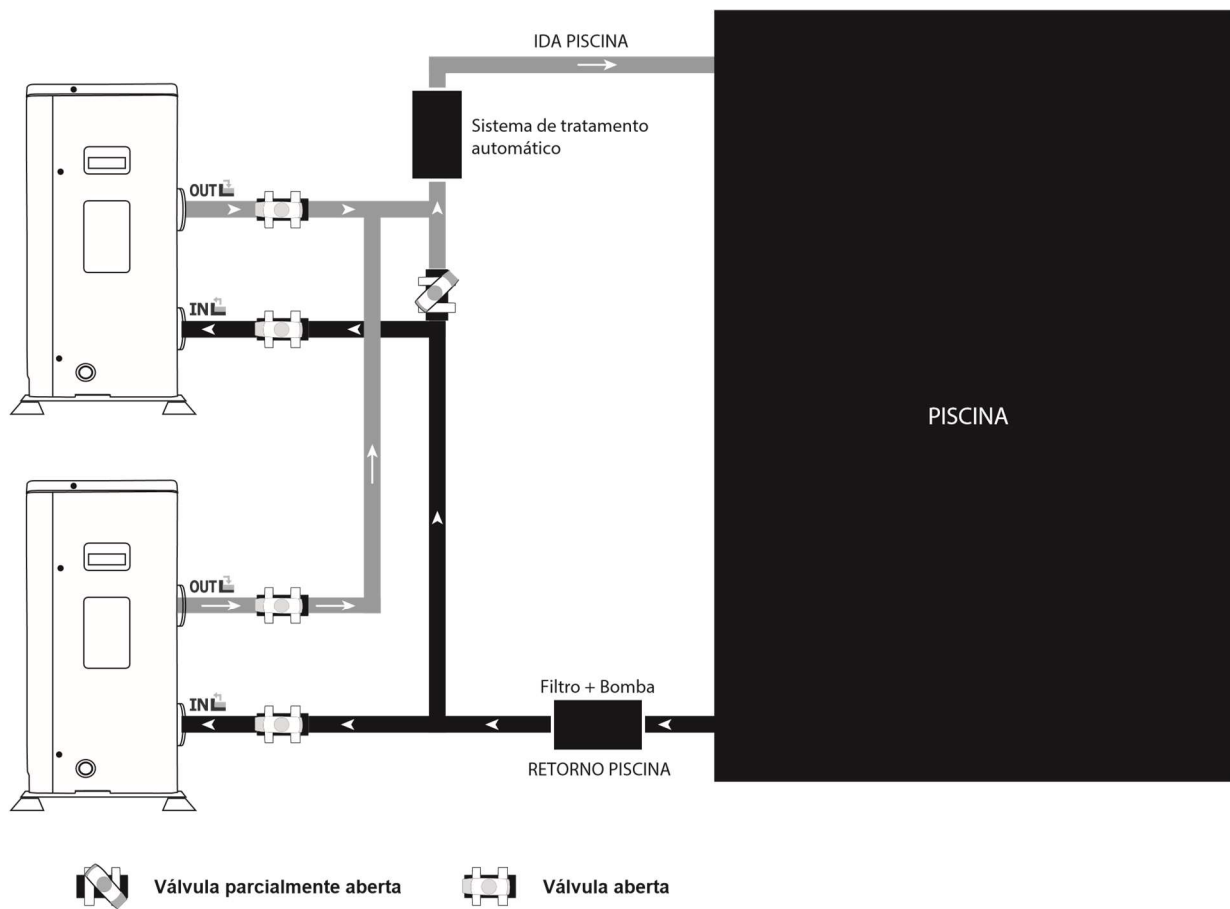 IDA PISCINA
Sistema de tratamento
automático
OUT
IN
PISCINA
OUT
IN
Filtro + Bomba
RETORNO PISCINA
Válvula parcialmente aberta
Válvula aberta